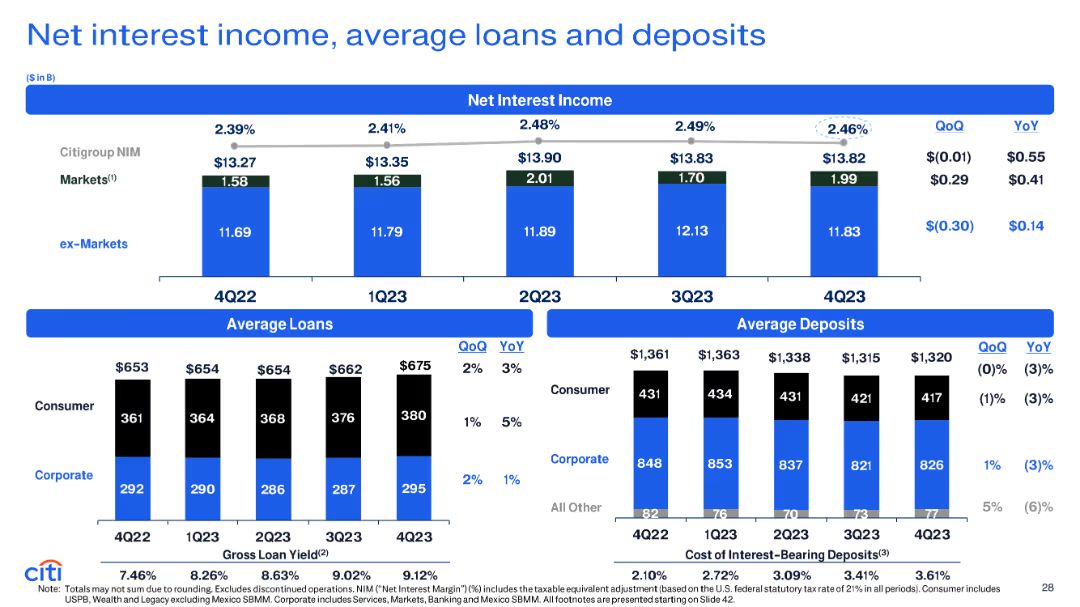 Net interest income, average loans and deposits
($ in B)
Net Interest Income
2.39% 2.41% 2.48% 2.49% 2.46% QoQ YoY
Citigroup NIM
$13.27 $13.35 $13.90 $13.83 $13.82 $(0.01) $0.55
Markets(1) 1.58 1.56 2.01 1.70 1.99 $0.29 $0.41
ex-Markets 11.69 11.79 11.89 12.13 11.83 $(0.30) $0.14
4Q22 1Q23 2Q23 3Q23 4Q23
Average Loans
QoQ YoY
$653 $654 $654 $662 $675 2% 3%
Consumer 361 364 368 376 380 1% 5%
Corporate 292 290 286 287 295 2% 1%
4Q22 1Q23 2Q23 3Q23 4Q23
Gross Loan Yield(2)
7.46% 8.26% 8.63% 9.02% 9.12%
Average Deposits
QoQ YoY
$1,361 $1,363 $1,338 $1,315 $1,320 (0)% (3)%
Consumer 431 434 431 421 417 (1)% (3)%
Corporate 848 853 837 821 826 1% (3)%
All Other 82 76 70 73 77 5% (6)%
4Q22 1Q23 2Q23 3Q23 4Q23
Cost of Interest-Bearing Deposits(3)
2.10% 2.72% 3.09% 3.41% 3.61%
citi
Note: Totals may not sum due to rounding. Excludes discontinued operations. NIM ("Net Interest Margin") (%) includes the taxable equivalent adjustment (based on the U.S. federal statutory tax rate of 21% in all periods). Consumer includes
USPB, Wealth and Legacy excluding Mexico SBMM. Corporate includes Services, Markets, Banking and Mexico SBMM. All footnotes are presented starting on Slide 42.
28